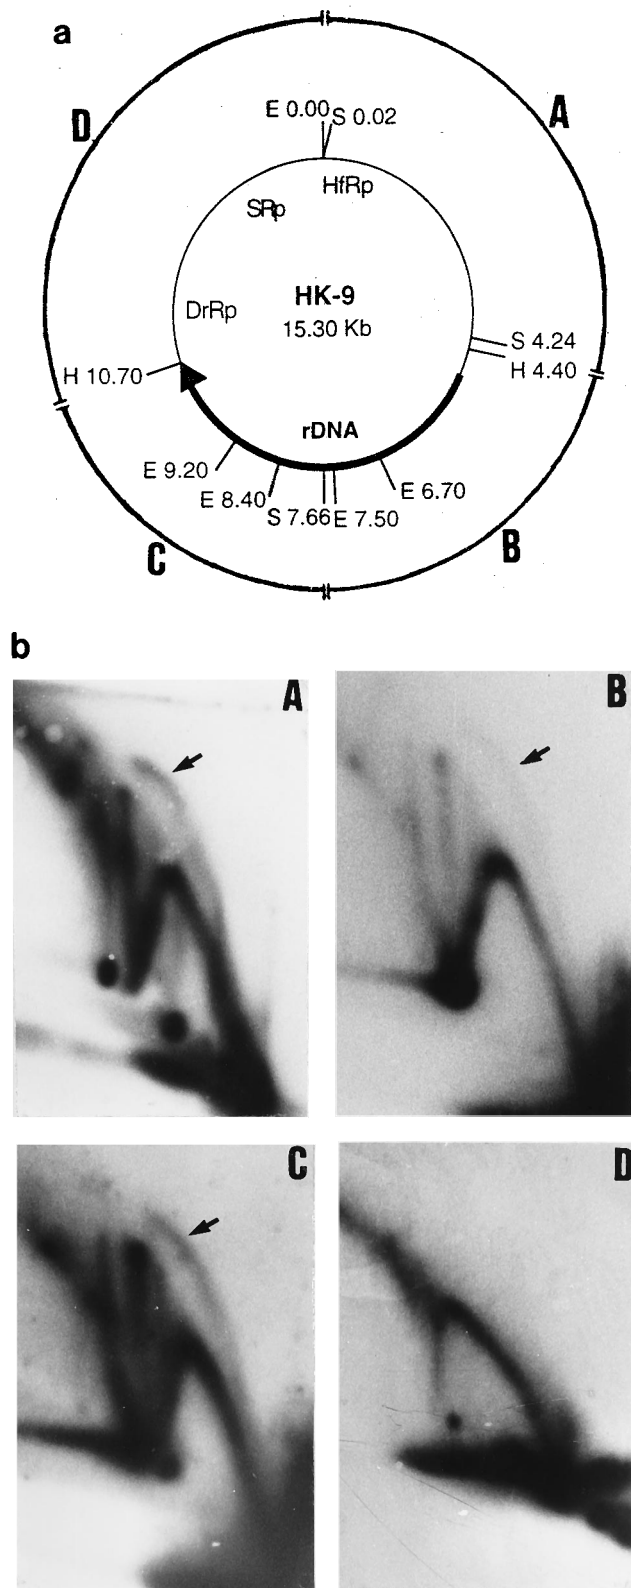 a
D
A
E 0.00
S 0.02
HfRp
SRp
HK-9
15.30 Kb
DrRp
S 4.24
H 4.40
H 10.70
rDNA
E 9.20
E 8.40
S 7.66
E 7.50
E 6.70
C
B
b
A
B
C
D